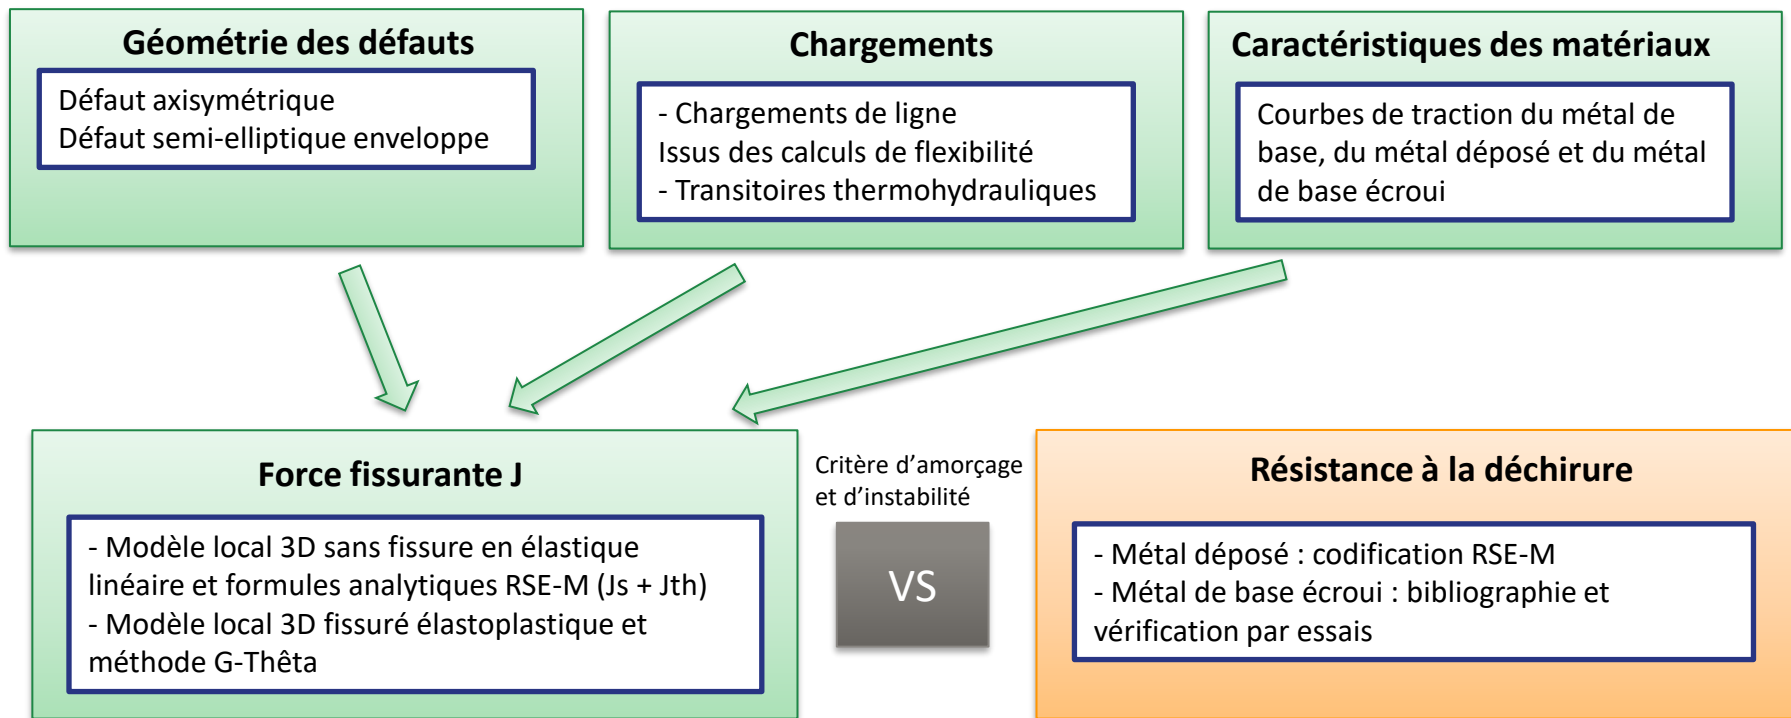 Géométrie des défauts
Défaut axisymétrique
Défaut semi-elliptique enveloppe
Chargements
- Chargements de ligne
Issus des calculs de flexibilité
- Transitoires thermohydrauliques
Caractéristiques des matériaux
Courbes de traction du métal de
base, du métal déposé et du métal
de base écroui
Force fissurante J
- Modèle local 3D sans fissure en élastique
linéaire et formules analytiques RSE-M (Js + Jth)
- Modèle local 3D fissuré élastoplastique et
méthode G-Thêta
Critère d’amorçage
et d’instabilité
VS
Résistance à la déchirure
- Métal déposé : codification RSE-M
- Métal de base écroui : bibliographie et
vérification par essais